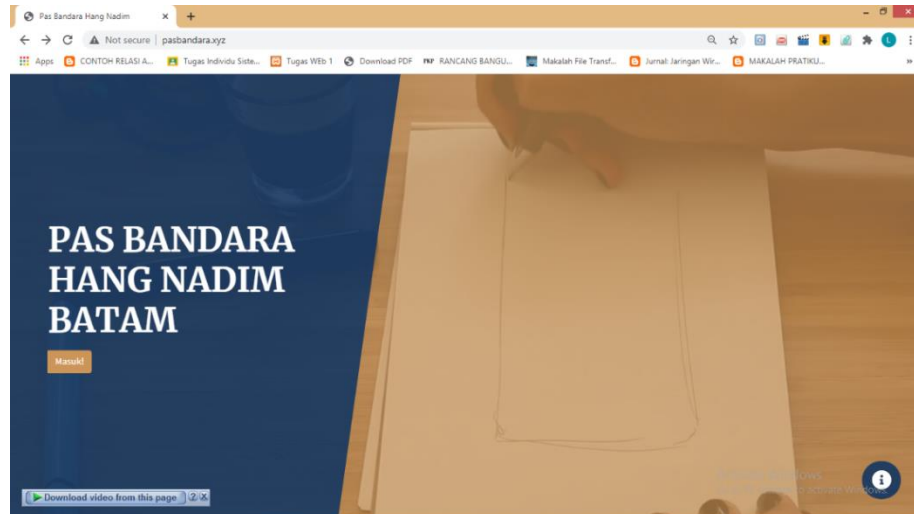 Pas Bandara Hang Nadim
Not secure | pasbandara.xyz
Apps CONTOH RELASI A... Tugas Individu Siste... Tugas WEb 1 Download PDF RANCANG BANGU... Makalah File Transf... Jurnal: Jaringan Wir... MAKALAH PRATIKU...
PAS BANDARA
HANG NADIM
BATAM
Masuk!
Download video from this page